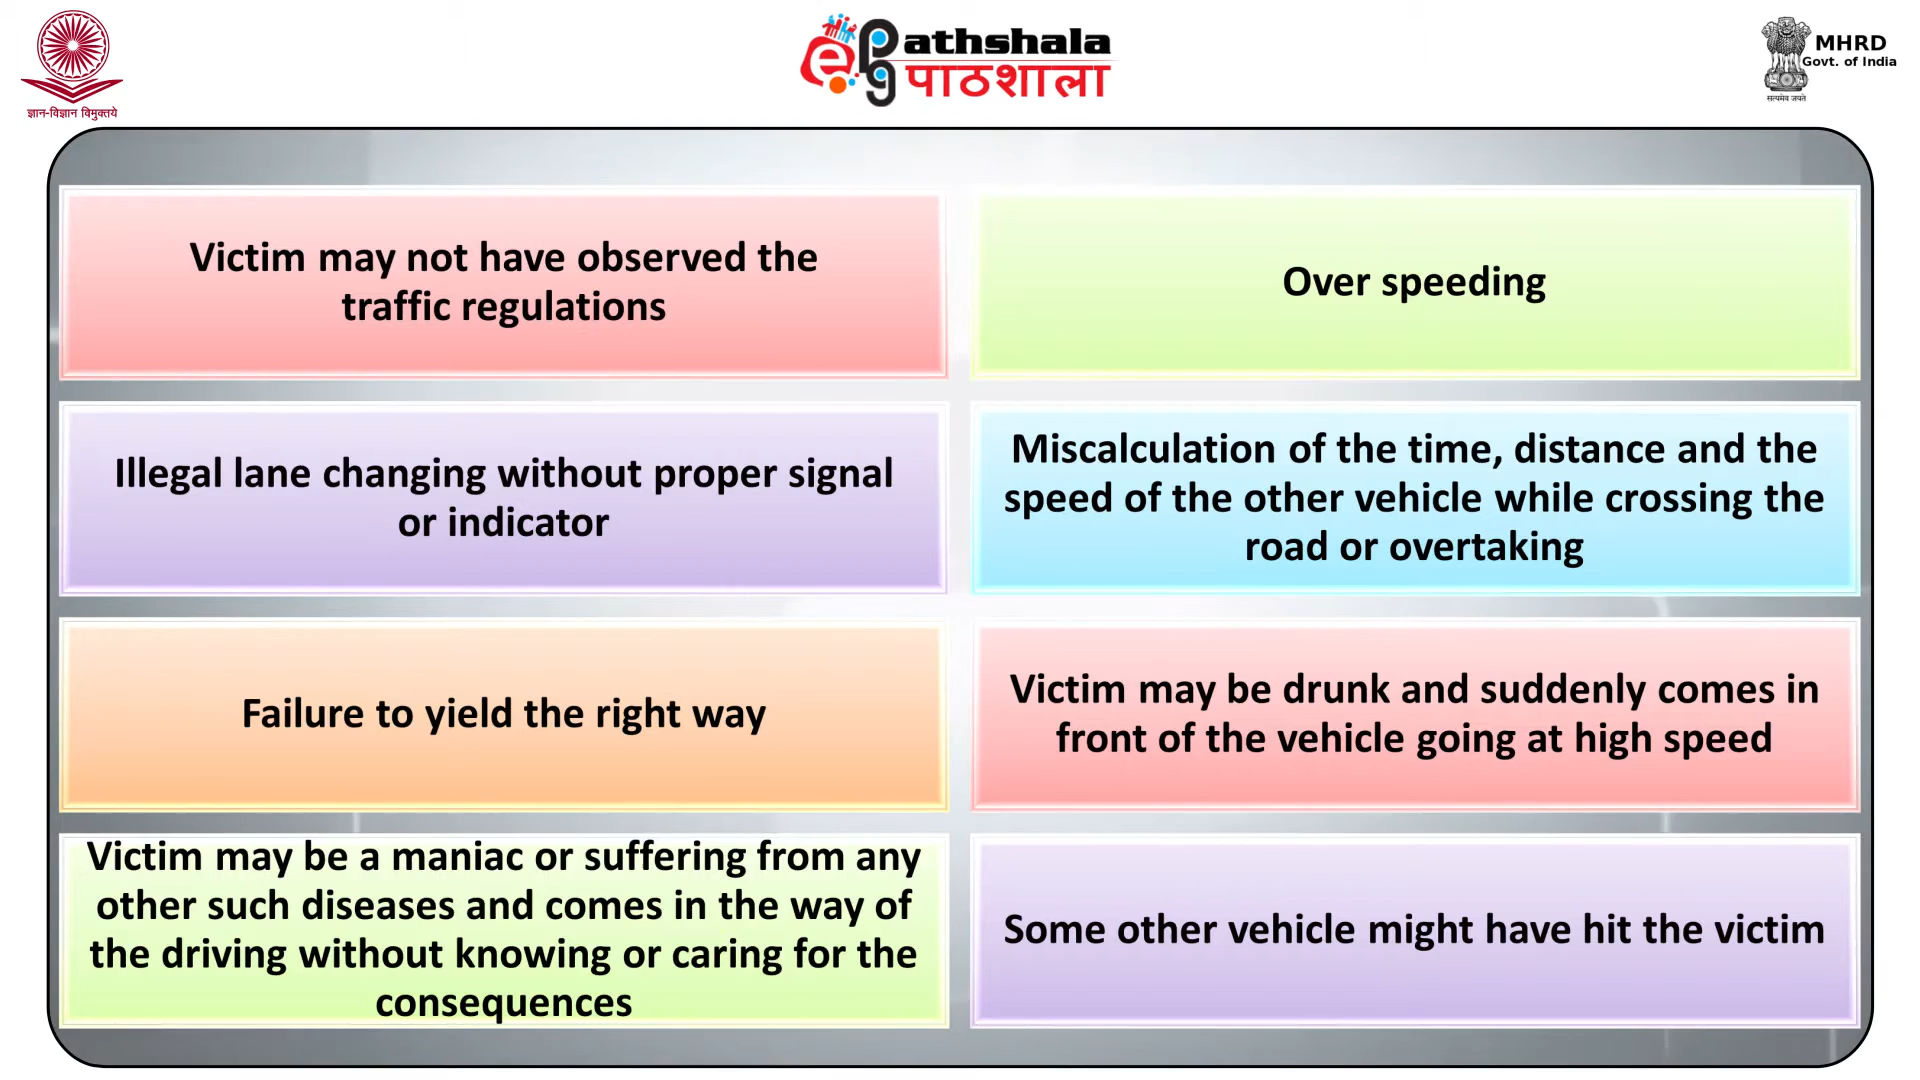 ज्ञान-विज्ञान विमुक्तये
e
Pg
athshala
पाठशाला
सत्यमेव जयते
MHRD
Govt. of India
Victim may not have observed the
traffic regulations
Over speeding
Illegal lane changing without proper signal
or indicator
Miscalculation of the time, distance and the
speed of the other vehicle while crossing the
road or overtaking
Failure to yield the right way
Victim may be drunk and suddenly comes in
front of the vehicle going at high speed
Victim may be a maniac or suffering from any
other such diseases and comes in the way of
the driving without knowing or caring for the
consequences
Some other vehicle might have hit the victim